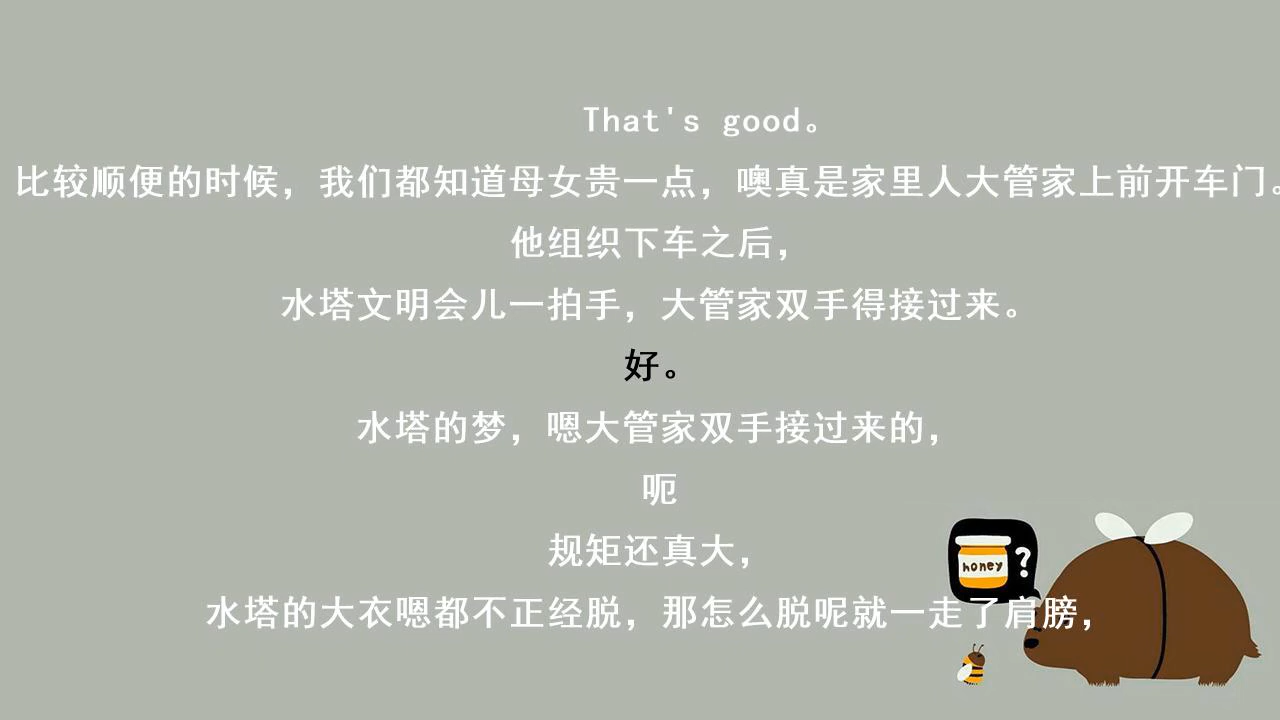 That's good。
比较顺便的时候，我们都知道母女贵一点，噢真是家里人大管家上前开车门。
他组织下车之后，
水塔文明会儿一拍手，大管家双手得接过来。
好。
水塔的梦，嗯大管家双手接过来的，
呃
规矩还真大，
honey ?
水塔的大衣嗯都不正经脱，那怎么脱呢就一走了肩膀，